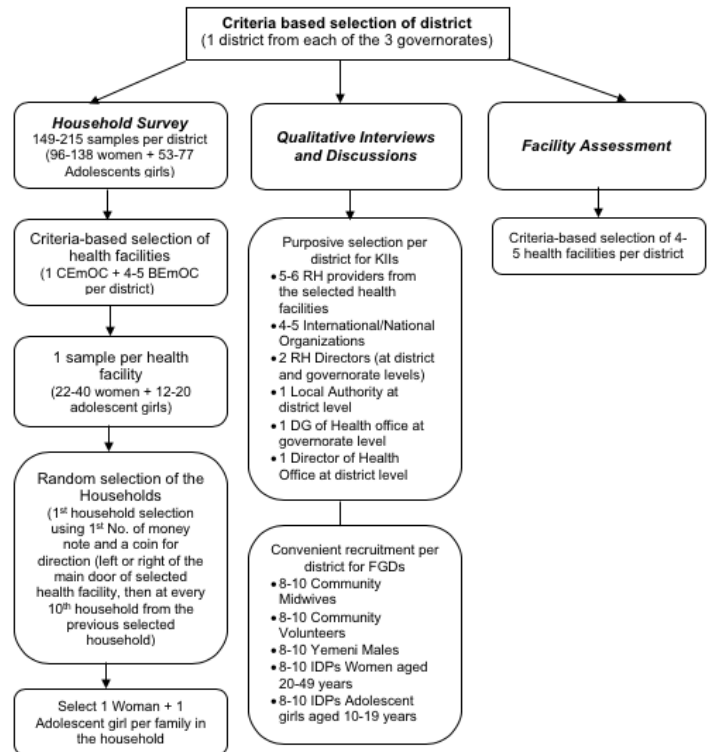 Criteria based selection of district
(1 district from each of the 3 governorates)
Household Survey
149-215 samples per district
(96-138 women + 53-77
Adolescents girls)
Criteria-based selection of
health facilities
(1 CEmOC + 4-5 BEmOC
per district)
1 sample per health
facility
(22-40 women + 12-20
adolescent girls)
Random selection of the
Households
(1st household selection
using 1st No. of money
note and a coin for
direction (left or right of the
main door of selected
health facility, then at every
10th household from the
previous selected
household)
Select 1 Woman + 1
Adolescent girl per family in
the household
Qualitative Interviews
and Discussions
Purposive selection per
district for KIIs
• 5-6 RH providers from
the selected health
facilities
• 4-5 International/National
Organizations
• 2 RH Directors (at district
and governorate levels)
• 1 Local Authority at
district level
• 1 DG of Health office at
governorate level
• 1 Director of Health
Office at district level
Convenient recruitment per
district for FGDs
• 8-10 Community
Midwives
• 8-10 Community
Volunteers
• 8-10 Yemeni Males
• 8-10 IDPs Women aged
20-49 years
• 8-10 IDPs Adolescent
girls aged 10-19 years
Facility Assessment
Criteria-based selection of 4-
5 health facilities per district